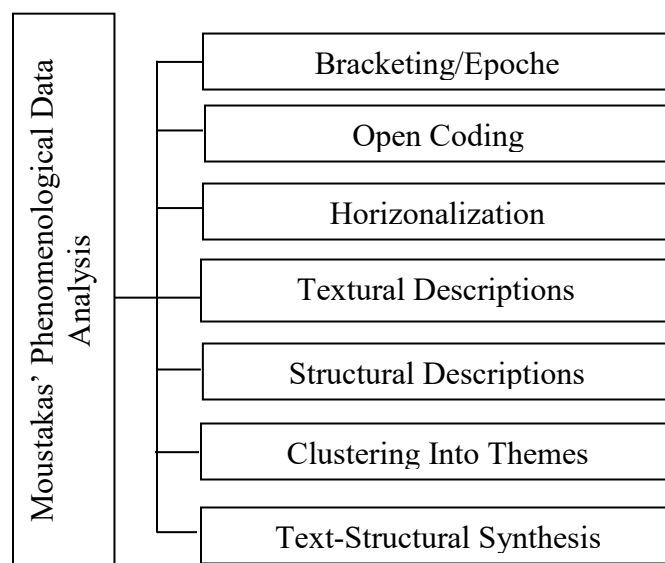 Moustakas’ Phenomenological Data
Analysis
Bracketing/Epoche
Open Coding
Horizonalization
Textural Descriptions
Structural Descriptions
Clustering Into Themes
Text-Structural Synthesis